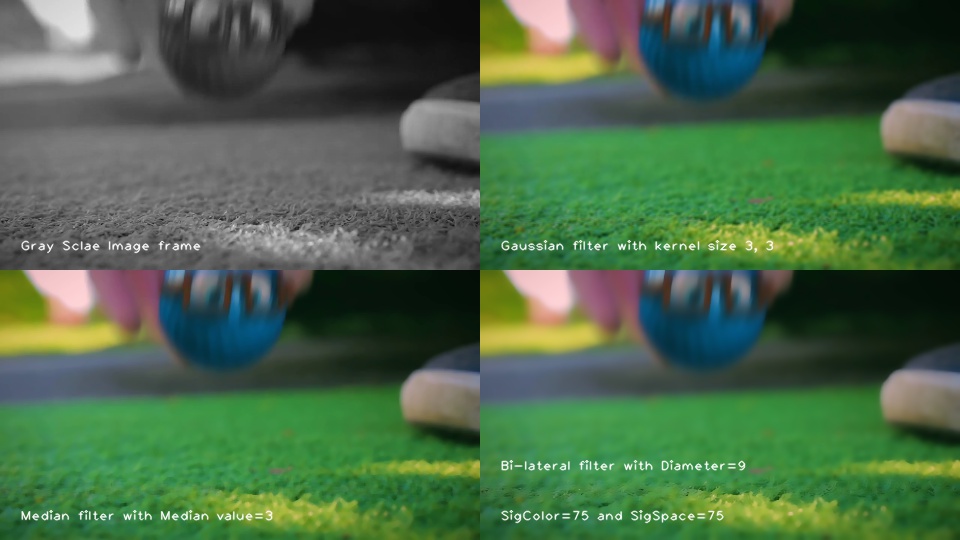 Gray Sclae Image frame
Gaussian filter with kernel size 3, 3
Median filter with Median value=3
Bi-lateral filter with Diameter=9
SigColor=75 and SigSpace=75